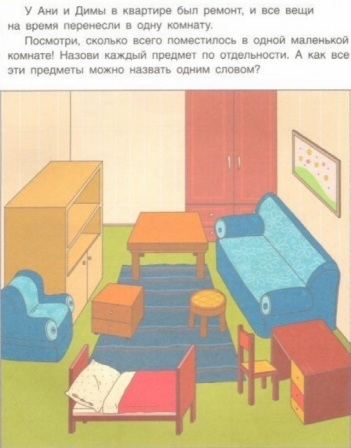 У Ани и Димы в квартире был ремонт, и все вещи
на время перенесли в одну комнату.
Посмотри, сколько всего поместилось в одной маленькой
комнате! Назови каждый предмет по отдельности. А как все
эти предметы можно назвать одним словом?